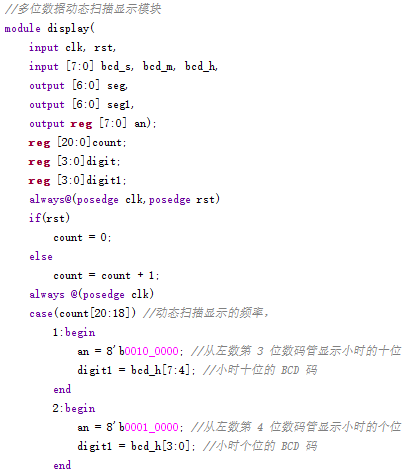 //多位数据动态扫描显示模块
module display(
input clk, rst,
input [7:0] bcd_s, bcd_m, bcd_h,
output [6:0] seg,
output [6:0] seg1,
output reg [7:0] an);
reg [20:0]count;
reg [3:0]digit;
reg [3:0]digit1;
always@(posedge clk,posedge rst)
if(rst)
count = 0;
else
count = count + 1;
always @(posedge clk)
case(count[20:18]) //动态扫描显示的频率,
1:begin
an = 8'b0010_0000; //从左数第 3 位数码管显示小时的十位
digit1 = bcd_h[7:4]; //小时十位的 BCD 码
end
2:begin
an = 8'b0001_0000; //从左数第 4 位数码管显示小时的个位
digit1 = bcd_h[3:0]; //小时个位的 BCD 码
end